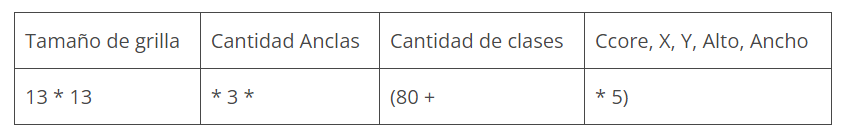 Tamaño de grilla Cantidad Anclas Cantidad de clases Ccore, X, Y, Alto, Ancho
13 * 13 * 3 * (80 + * 5)